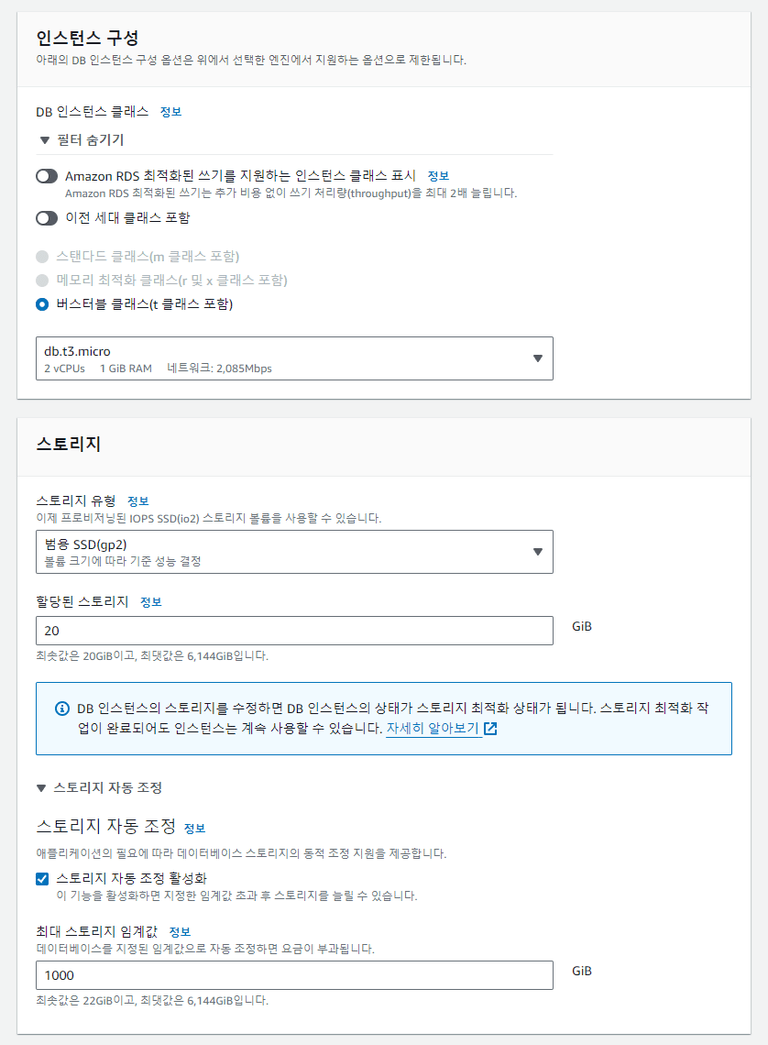 인스턴스 구성
아래의 DB 인스턴스 구성 옵션은 위에서 선택한 엔진에서 지원하는 옵션으로 제한됩니다.
DB 인스턴스 클래스 정보
▼ 필터 숨기기
Amazon RDS 최적화된 쓰기를 지원하는 인스턴스 클래스 표시 정보
Amazon RDS 최적화된 쓰기는 추가 비용 없이 쓰기 처리량(throughput)을 최대 2배 늘립니다.
이전 세대 클래스 포함
스탠다드 클래스(m 클래스 포함)
메모리 최적화 클래스(r 및 x 클래스 포함)
버스터블 클래스(t 클래스 포함)
db.t3.micro
2 vCPUs 1 GiB RAM 네트워크: 2,085Mbps
스토리지
스토리지 유형 정보
이제 프로비저닝된 IOPS SSD(io2) 스토리지 볼륨을 사용할 수 있습니다.
범용 SSD(gp2)
볼륨 크기에 따라 기준 성능 결정
할당된 스토리지 정보
20 GiB
최솟값은 20GiB이고, 최댓값은 6,144GiB입니다.
DB 인스턴스의 스토리지를 수정하면 DB 인스턴스의 상태가 스토리지 최적화 상태가 됩니다. 스토리지 최적화 작
업이 완료되어도 인스턴스는 계속 사용할 수 있습니다. 자세히 알아보기
▼ 스토리지 자동 조정
스토리지 자동 조정 정보
애플리케이션의 필요에 따라 데이터베이스 스토리지의 동적 조정 지원을 제공합니다.
스토리지 자동 조정 활성화
이 기능을 활성화하면 지정한 임계값 초과 후 스토리지를 늘릴 수 있습니다.
최대 스토리지 임계값 정보
데이터베이스를 지정된 임계값으로 자동 조정하면 요금이 부과됩니다.
1000 GiB
최솟값은 22GiB이고, 최댓값은 6,144GiB입니다.